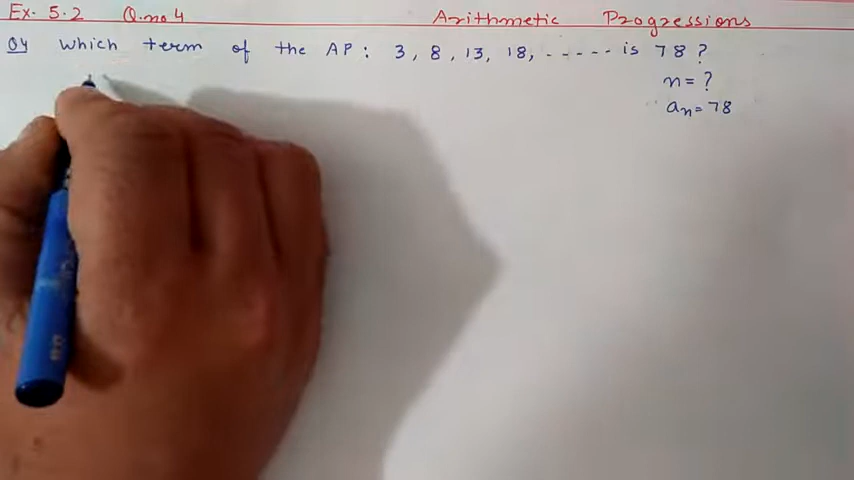 Ex. 5.2 Q.no 4 Arithmetic Progressions
Q4 Which term of the AP : 3, 8, 13, 18, ----- is 78?
n = ?
an = 78